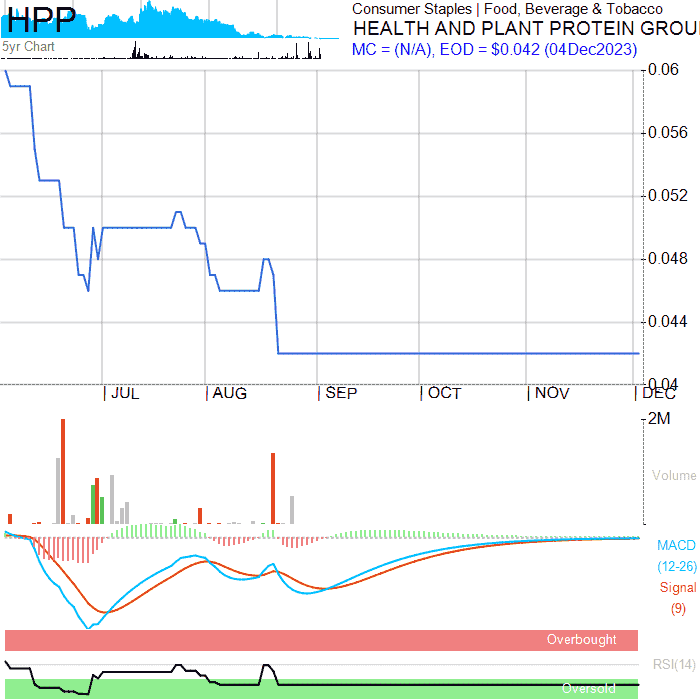 HPP
5yr Chart
Consumer Staples | Food, Beverage & Tobacco
HEALTH AND PLANT PROTEIN GROU
MC = (N/A), EOD = $0.042 (04Dec2023)
0.06
0.056
0.052
0.048
0.044
0.04
JUL AUG SEP OCT NOV DEC
2M
Volume
MACD
(12-26)
Signal
(9)
Overbought
RSI(14)
Oversold